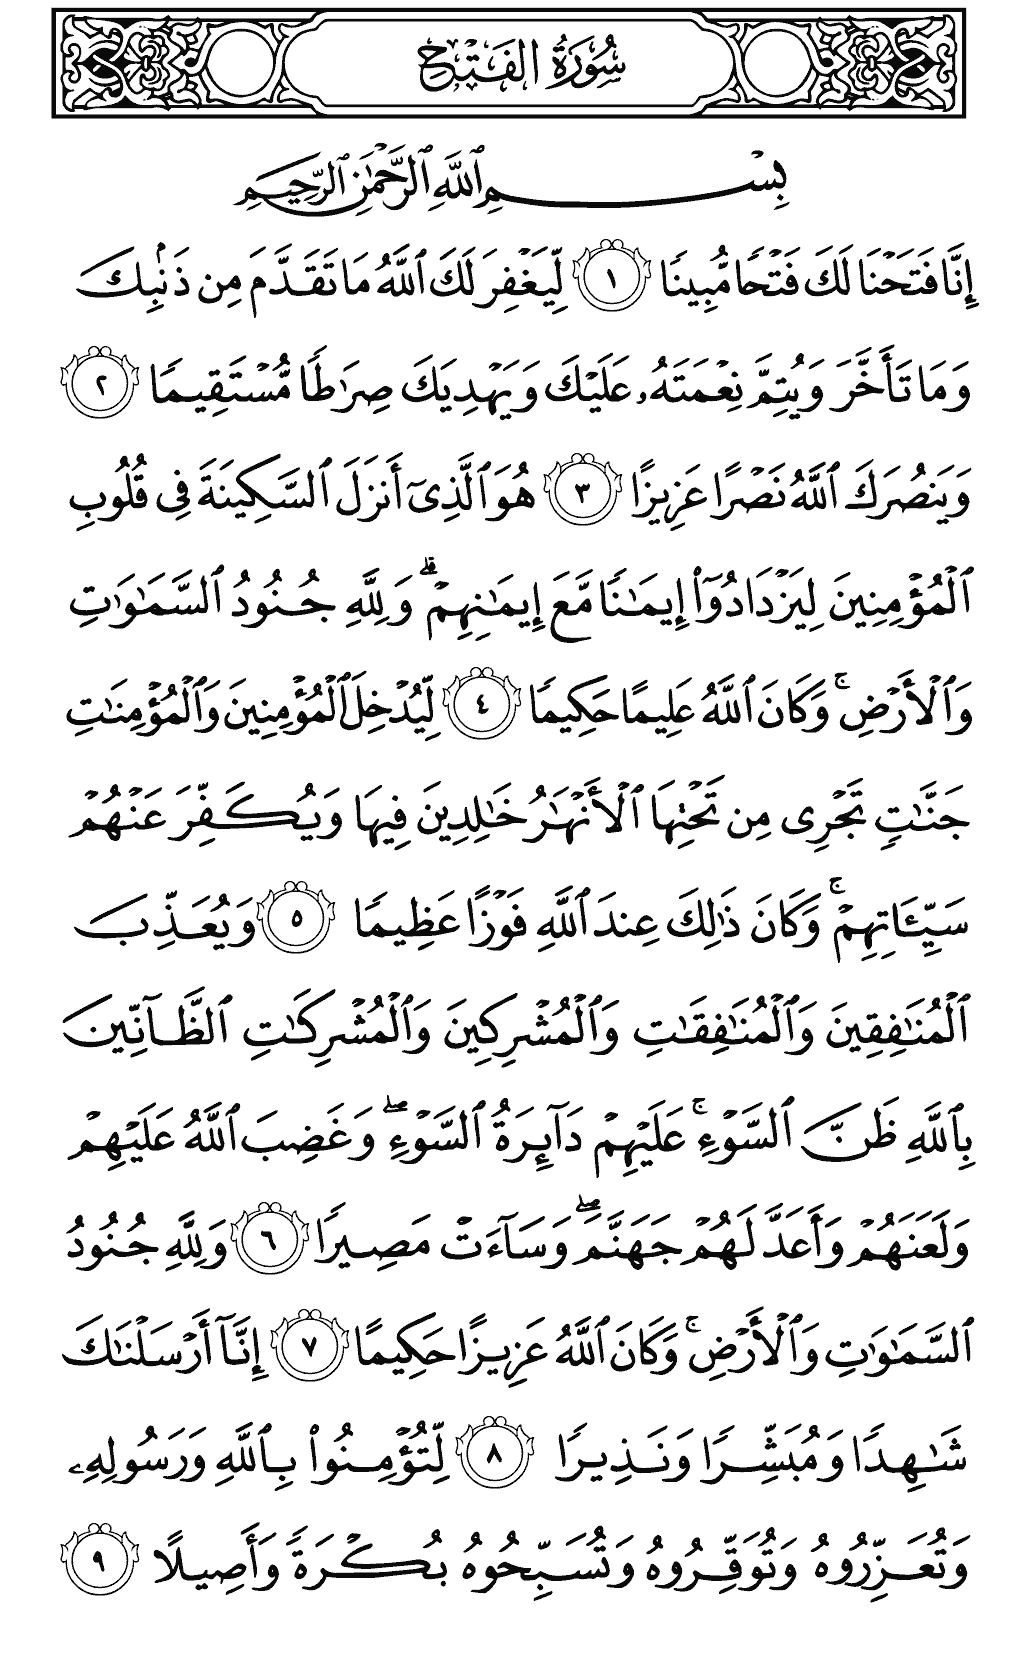 سُورَةُ الفَتۡحِ
بِسۡمِ ٱللَّهِ ٱلرَّحۡمَٰنِ ٱلرَّحِيمِ
إِنَّا فَتَحۡنَا لَكَ فَتۡحٗا مُّبِينٗا ١ لِّيَغۡفِرَ لَكَ ٱللَّهُ مَا تَقَدَّمَ مِن ذَنۢبِكَ
وَمَا تَأَخَّرَ وَيُتِمَّ نِعۡمَتَهُۥ عَلَيۡكَ وَيَهۡدِيَكَ صِرَٰطٗا مُّسۡتَقِيمٗا ٢
وَيَنصُرَكَ ٱللَّهُ نَصۡرًا عَزِيزًا ٣ هُوَ ٱلَّذِيٓ أَنزَلَ ٱلسَّكِينَةَ فِي قُلُوبِ
ٱلۡمُؤۡمِنِينَ لِيَزۡدَادُوٓاْ إِيمَٰنٗا مَّعَ إِيمَٰنِهِمۡۗ وَلِلَّهِ جُنُودُ ٱلسَّمَٰوَٰتِ
وَٱلۡأَرۡضِۚ وَكَانَ ٱللَّهُ عَلِيمًا حَكِيمٗا ٤ لِّيُدۡخِلَ ٱلۡمُؤۡمِنِينَ وَٱلۡمُؤۡمِنَٰتِ
جَنَّٰتٖ تَجۡرِي مِن تَحۡتِهَا ٱلۡأَنۡهَٰرُ خَٰلِدِينَ فِيهَا وَيُكَفِّرَ عَنۡهُمۡ
سَيِّـَٔاتِهِمۡۚ وَكَانَ ذَٰلِكَ عِندَ ٱللَّهِ فَوۡزًا عَظِيمٗا ٥ وَيُعَذِّبَ
ٱلۡمُنَٰفِقِينَ وَٱلۡمُنَٰفِقَٰتِ وَٱلۡمُشۡرِكِينَ وَٱلۡمُشۡرِكَٰتِ ٱلظَّآنِّينَ
بِٱللَّهِ ظَنَّ ٱلسَّوۡءِۚ عَلَيۡهِمۡ دَآئِرَةُ ٱلسَّوۡءِۖ وَغَضِبَ ٱللَّهُ عَلَيۡهِمۡ
وَلَعَنَهُمۡ وَأَعَدَّ لَهُمۡ جَهَنَّمَۖ وَسَآءَتۡ مَصِيرٗا ٦ وَلِلَّهِ جُنُودُ
ٱلسَّمَٰوَٰتِ وَٱلۡأَرۡضِۚ وَكَانَ ٱللَّهُ عَزِيزًا حَكِيمًا ٧ إِنَّآ أَرۡسَلۡنَٰكَ
شَٰهِدٗا وَمُبَشِّرٗا وَنَذِيرٗا ٨ لِّتُؤۡمِنُواْ بِٱللَّهِ وَرَسُولِهِۦ
وَتُعَزِّرُوهُ وَتُوَقِّرُوهُ وَتُسَبِّحُوهُ بُكۡرَةٗ وَأَصِيلًا ٩